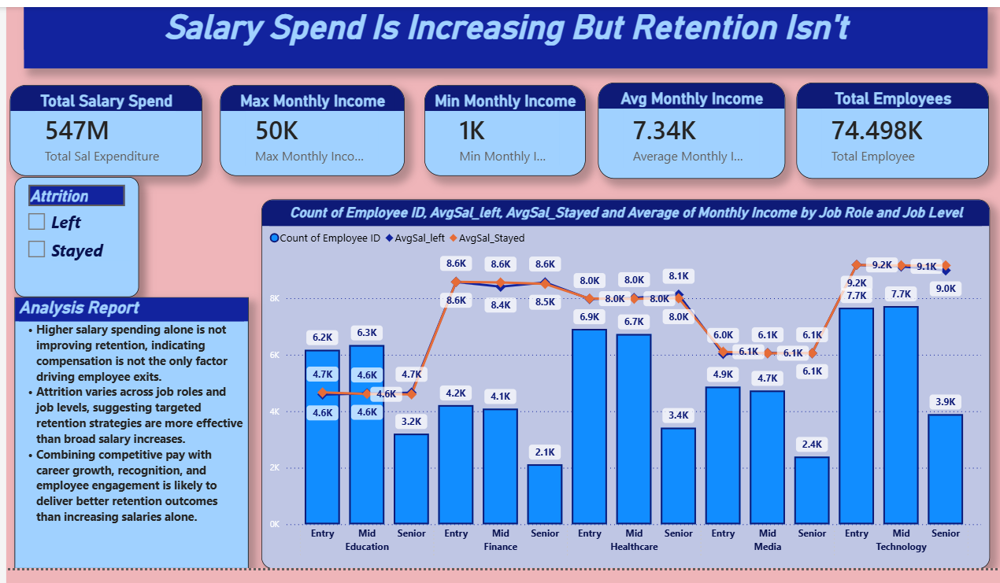 Salary Spend Is Increasing But Retention Isn't
Total Salary Spend
547M
Total Sal Expenditure
Max Monthly Income
50K
Max Monthly Inco...
Min Monthly Income
1K
Min Monthly I...
Avg Monthly Income
7.34K
Average Monthly I...
Total Employees
74.498K
Total Employee
Attrition
Left
Stayed
Analysis Report
• Higher salary spending alone is not
improving retention, indicating
compensation is not the only factor
driving employee exits.
• Attrition varies across job roles and
job levels, suggesting targeted
retention strategies are more effective
than broad salary increases.
• Combining competitive pay with
career growth, recognition, and
employee engagement is likely to
deliver better retention outcomes
than increasing salaries alone.
Count of Employee ID, AvgSal_left, AvgSal_Stayed and Average of Monthly Income by Job Role and Job Level
Count of Employee ID AvgSal_left AvgSal_Stayed
8K
6K
4K
2K
0K
6.2K
4.7K
4.6K
6.3K
4.6K
4.6K
4.6K
4.7K
3.2K
8.6K
8.6K
4.2K
8.6K
8.4K
4.1K
8.6K
8.5K
2.1K
8.0K
6.9K
8.0K
8.0K
6.7K
8.0K
8.1K
8.0K
3.4K
6.0K
4.9K
6.1K
6.1K
4.7K
6.1K
6.1K
6.1K
2.4K
9.2K
7.7K
9.2K
7.7K
9.1K
9.0K
3.9K
Entry Mid Senior Entry Mid Senior Entry Mid Senior Entry Mid Senior Entry Mid Senior
Education Finance Healthcare Media Technology